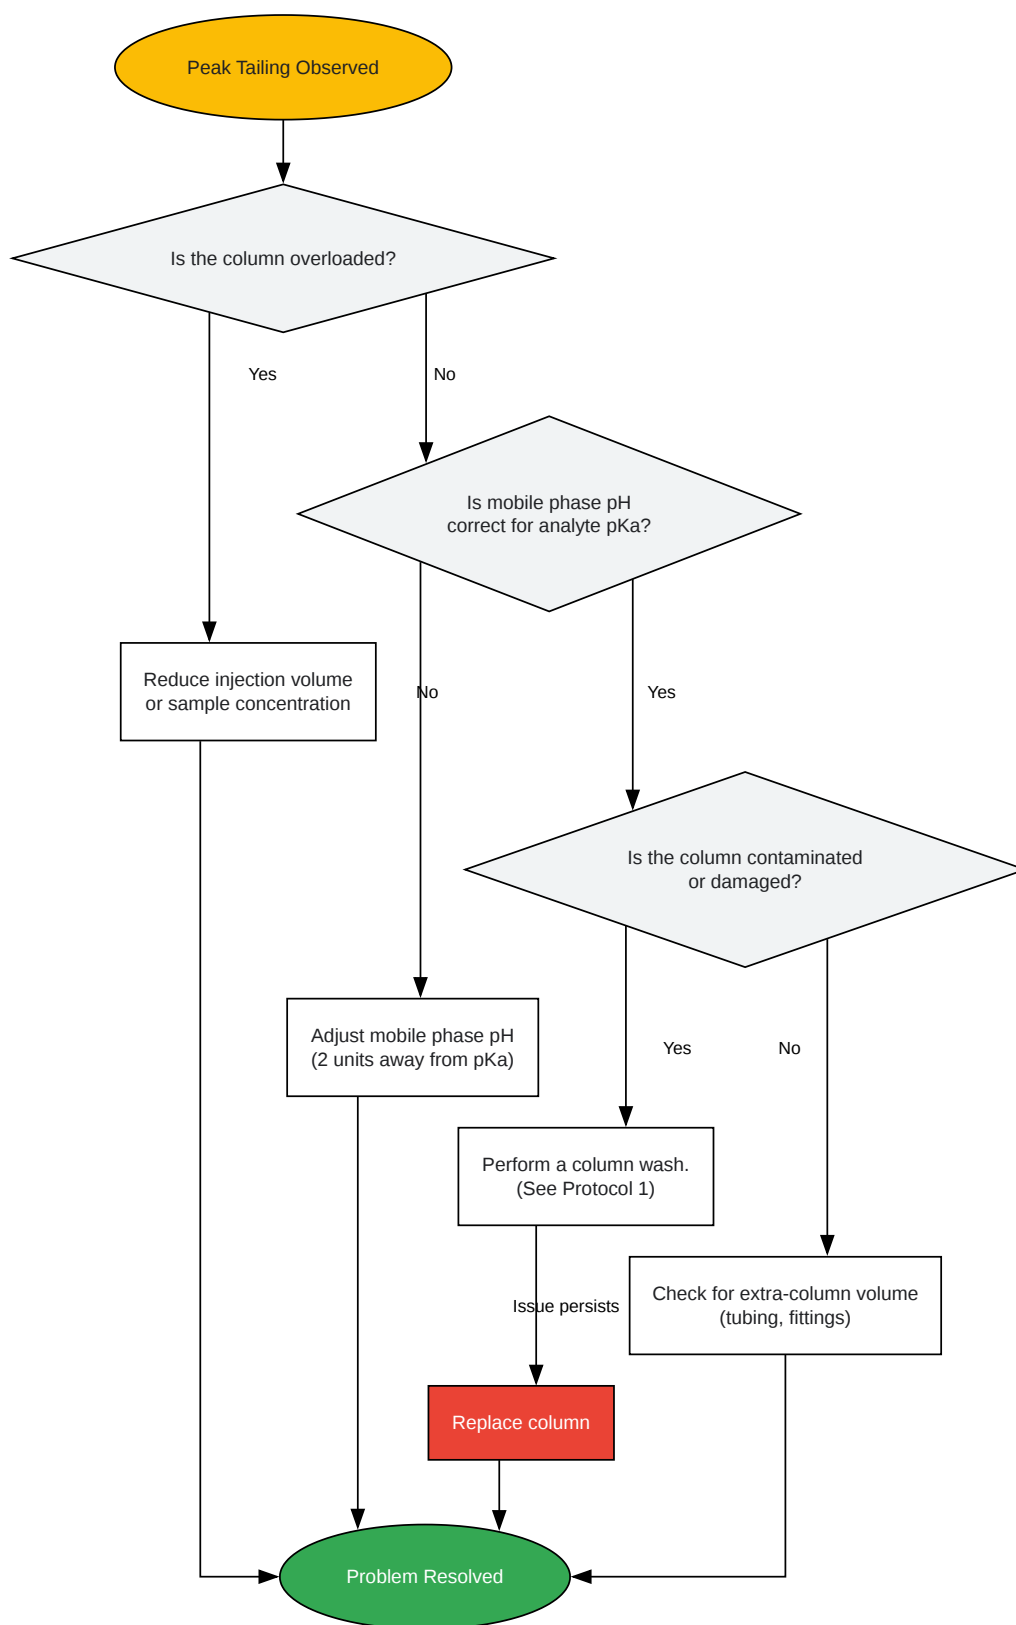 Peak Tailing Observed
Is the column overloaded?
Yes
No
Is mobile phase pH
correct for analyte pKa?
Reduce injection volume
or sample concentration
No
Yes
Is the column contaminated
or damaged?
Adjust mobile phase pH
(2 units away from pKa)
Yes
No
Perform a column wash.
(See Protocol 1)
Check for extra-column volume
(tubing, fittings)
Issue persists
Replace column
Problem Resolved